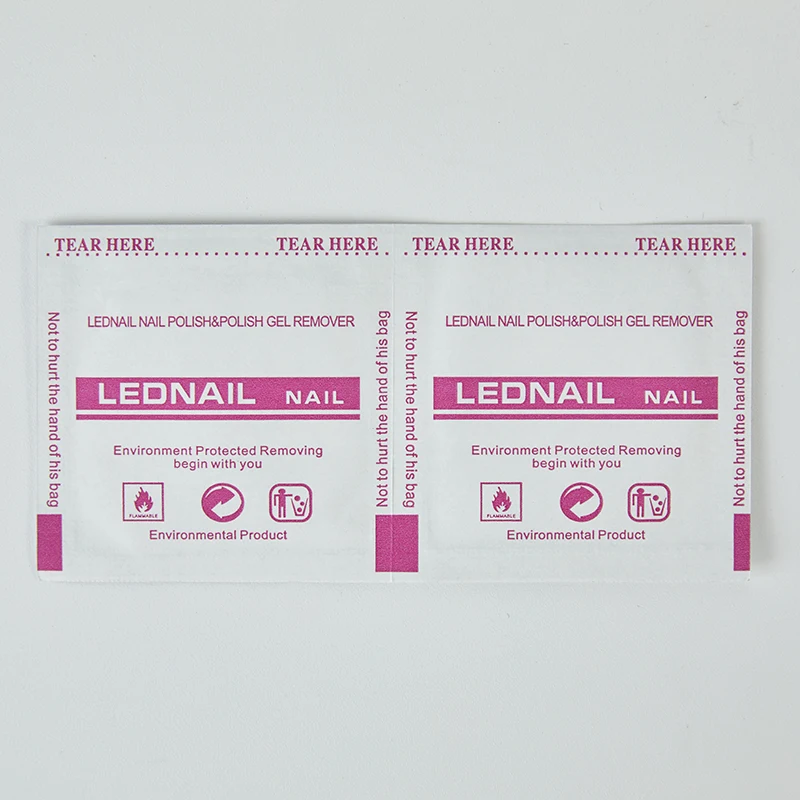 TEAR HERE TEAR HERE
LEDNAIL NAIL POLISH&POLISH GEL REMOVER
LEDNAIL NAIL
Environment Protected Removing
begin with you
FLAMMABLE
Environmental Product
Not to hurt the hand of his bag
Not to hurt the hand of his bag
TEAR HERE TEAR HERE
LEDNAIL NAIL POLISH&POLISH GEL REMOVER
LEDNAIL NAIL
Environment Protected Removing
begin with you
FLAMMABLE
Environmental Product
Not to hurt the hand of his bag
Not to hurt the hand of his bag